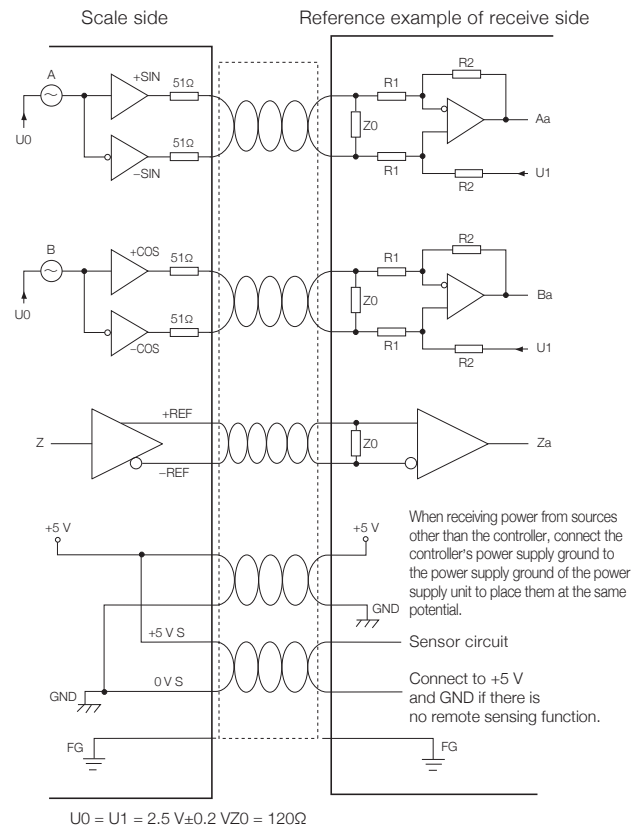 Scale side
Reference example of receive side
A
+SIN
51Ω
U0
51Ω
−SIN
R1
R2
Z0
Aa
R1
R2
U1
B
+COS
51Ω
U0
51Ω
−COS
R1
R2
Z0
Ba
R1
R2
U1
Z
+REF
−REF
Z0
Za
+5 V
+5 V
When receiving power from sources
other than the controller, connect the
controller's power supply ground to
the power supply ground of the power
supply unit to place them at the same
potential.
GND
+5 V S
Sensor circuit
0 V S
GND
Connect to +5 V
and GND if there is
no remote sensing function.
FG
FG
U0 = U1 = 2.5 V±0.2 VZ0 = 120Ω